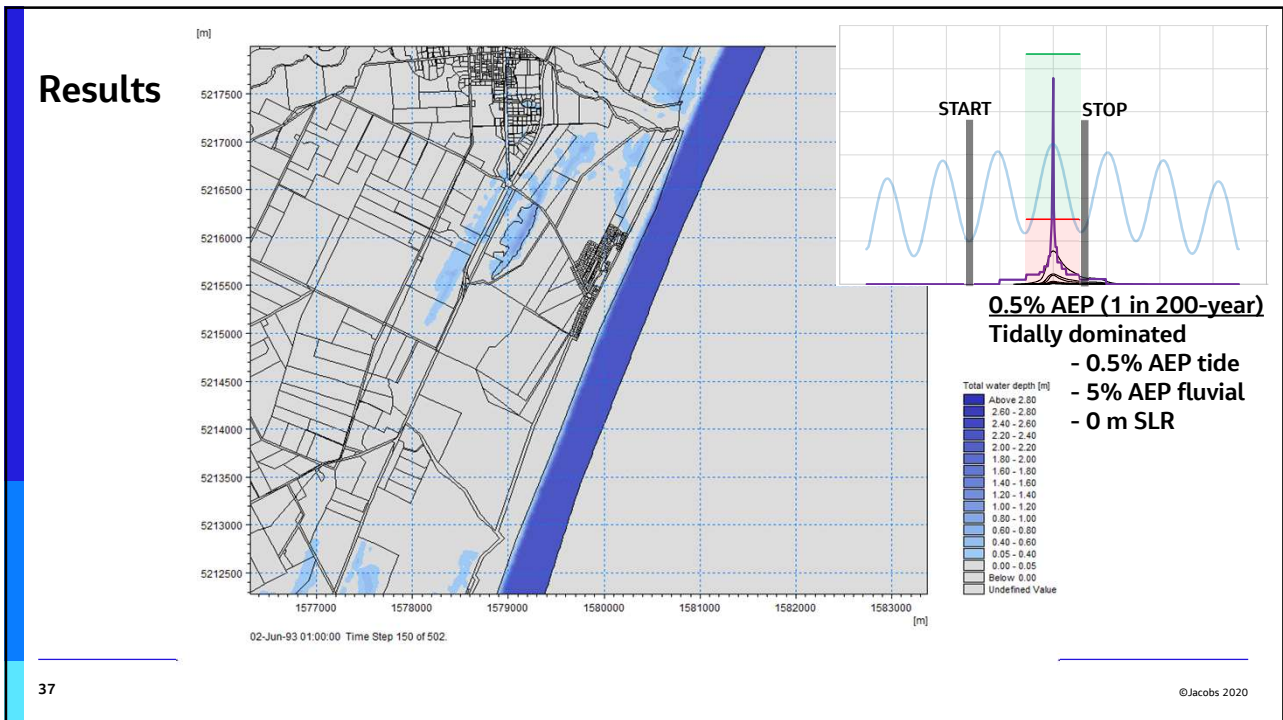 Results
[m]
5217500
5217000
5216500
5216000
5215500
5215000
5214500
5214000
5213500
5213000
5212500
1577000 1578000 1579000 1580000 1581000 1582000 1583000
[m]
02-Jun-93 01:00:00 Time Step 150 of 502.
START STOP
0.5% AEP (1 in 200-year)
Tidally dominated
- 0.5% AEP tide
- 5% AEP fluvial
- 0 m SLR
Total water depth [m]
Above 2.80
2.60 - 2.80
2.40 - 2.60
2.20 - 2.40
2.00 - 2.20
1.80 - 2.00
1.60 - 1.80
1.40 - 1.60
1.20 - 1.40
1.00 - 1.20
0.80 - 1.00
0.60 - 0.80
0.40 - 0.60
0.05 - 0.40
0.00 - 0.05
Below 0.00
Undefined Value
37
©Jacobs 2020